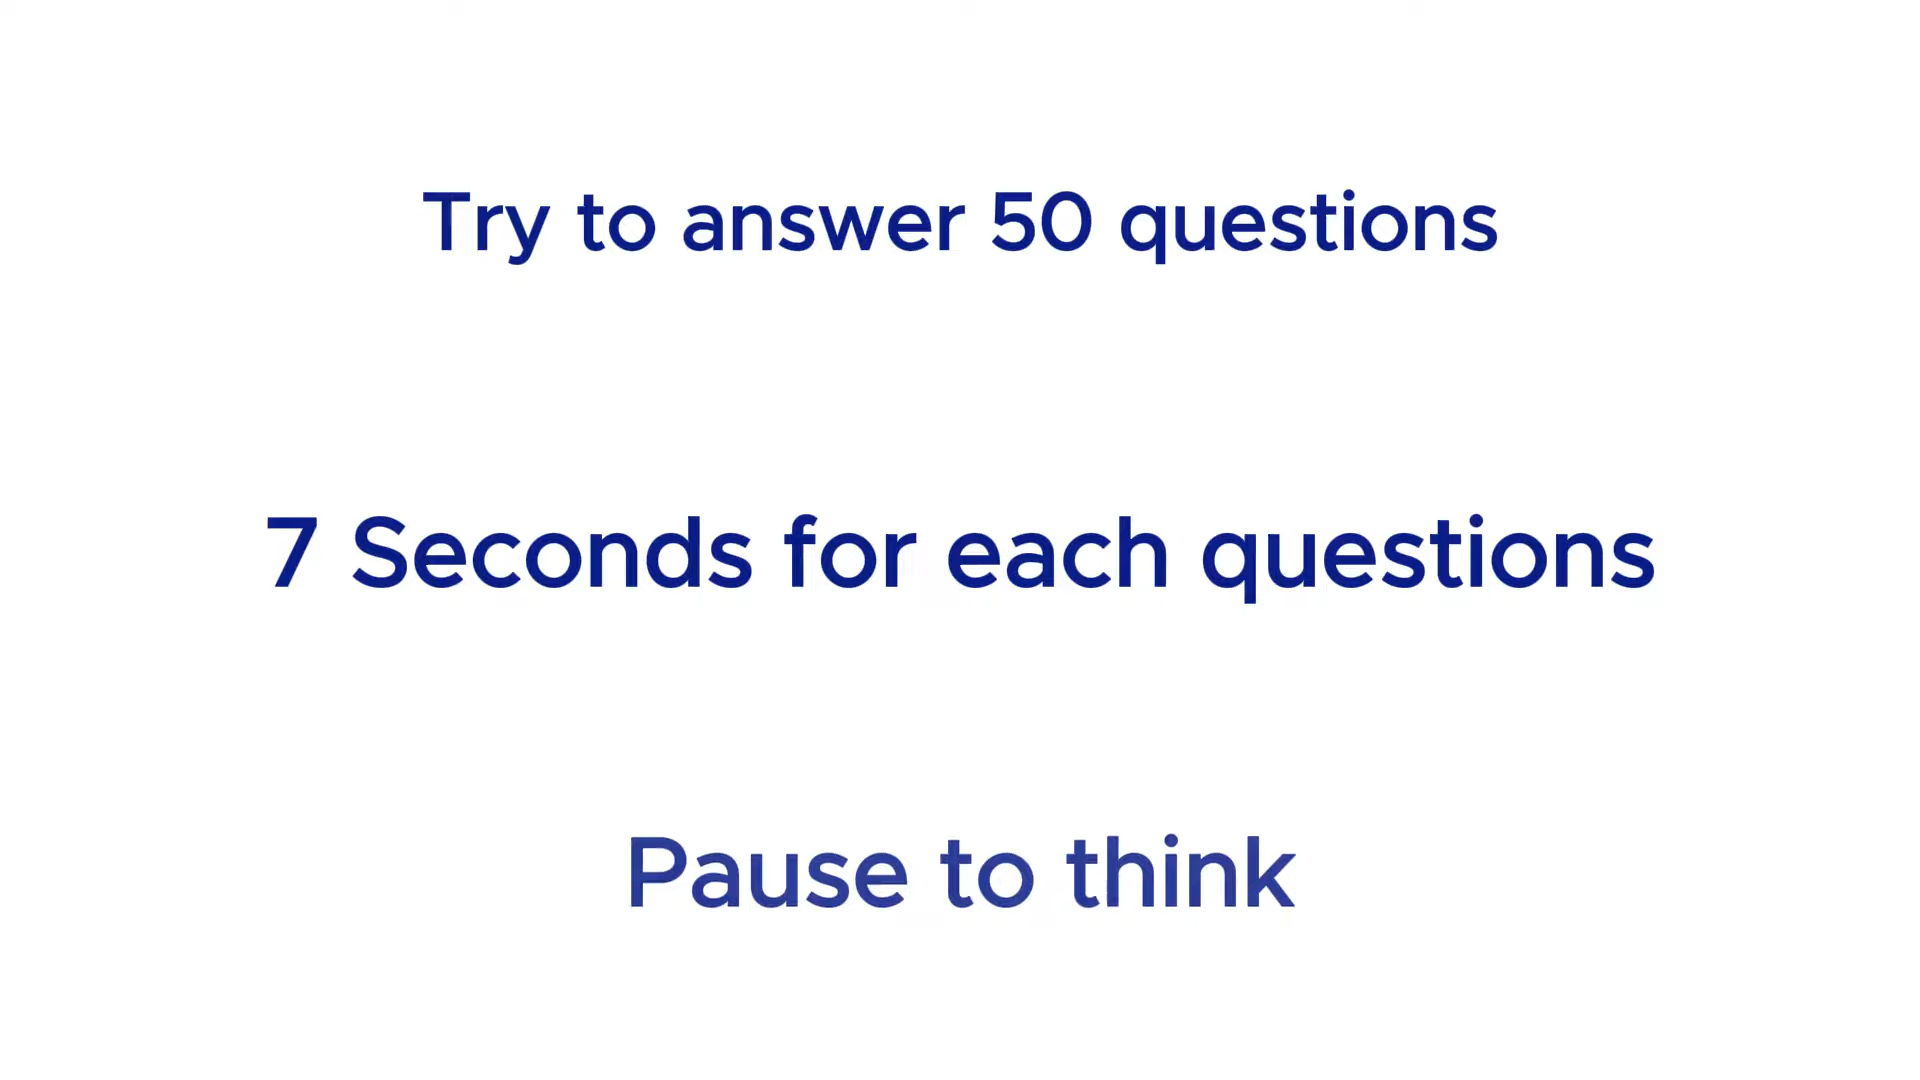 Try to answer 50 questions
7 Seconds for each questions
Pause to think